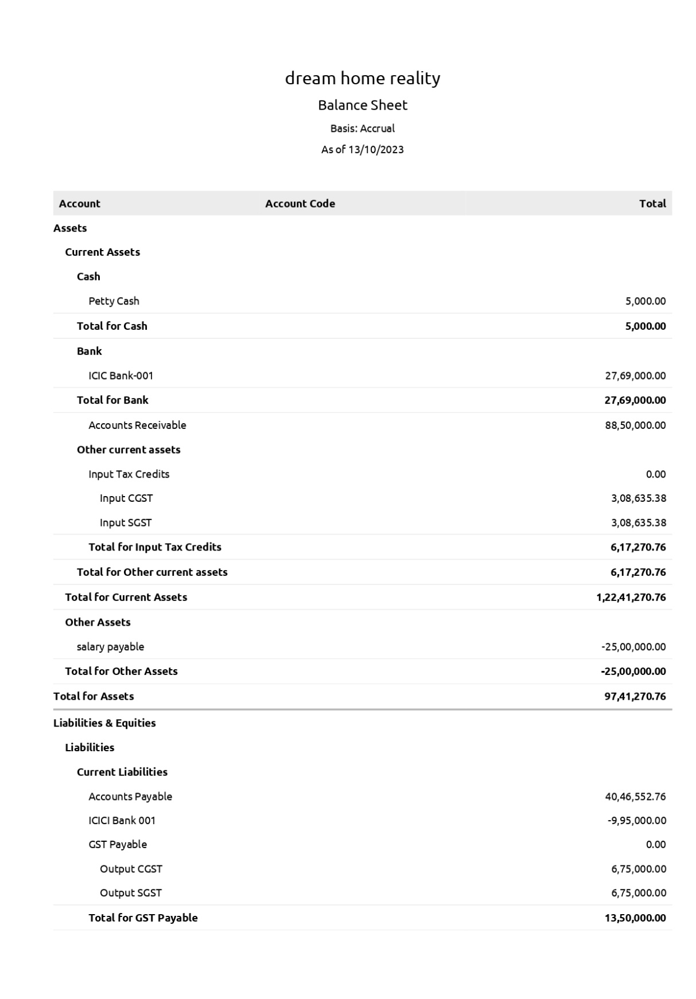 dream home reality
Balance Sheet
Basis: Accrual
As of 13/10/2023
Account Account Code Total
Assets
Current Assets
Cash
Petty Cash 5,000.00
Total for Cash 5,000.00
Bank
ICIC Bank-001 27,69,000.00
Total for Bank 27,69,000.00
Accounts Receivable 88,50,000.00
Other current assets
Input Tax Credits 0.00
Input CGST 3,08,635.38
Input SGST 3,08,635.38
Total for Input Tax Credits 6,17,270.76
Total for Other current assets 6,17,270.76
Total for Current Assets 1,22,41,270.76
Other Assets
salary payable -25,00,000.00
Total for Other Assets -25,00,000.00
Total for Assets 97,41,270.76
Liabilities & Equities
Liabilities
Current Liabilities
Accounts Payable 40,46,552.76
ICICI Bank 001 -9,95,000.00
GST Payable 0.00
Output CGST 6,75,000.00
Output SGST 6,75,000.00
Total for GST Payable 13,50,000.00